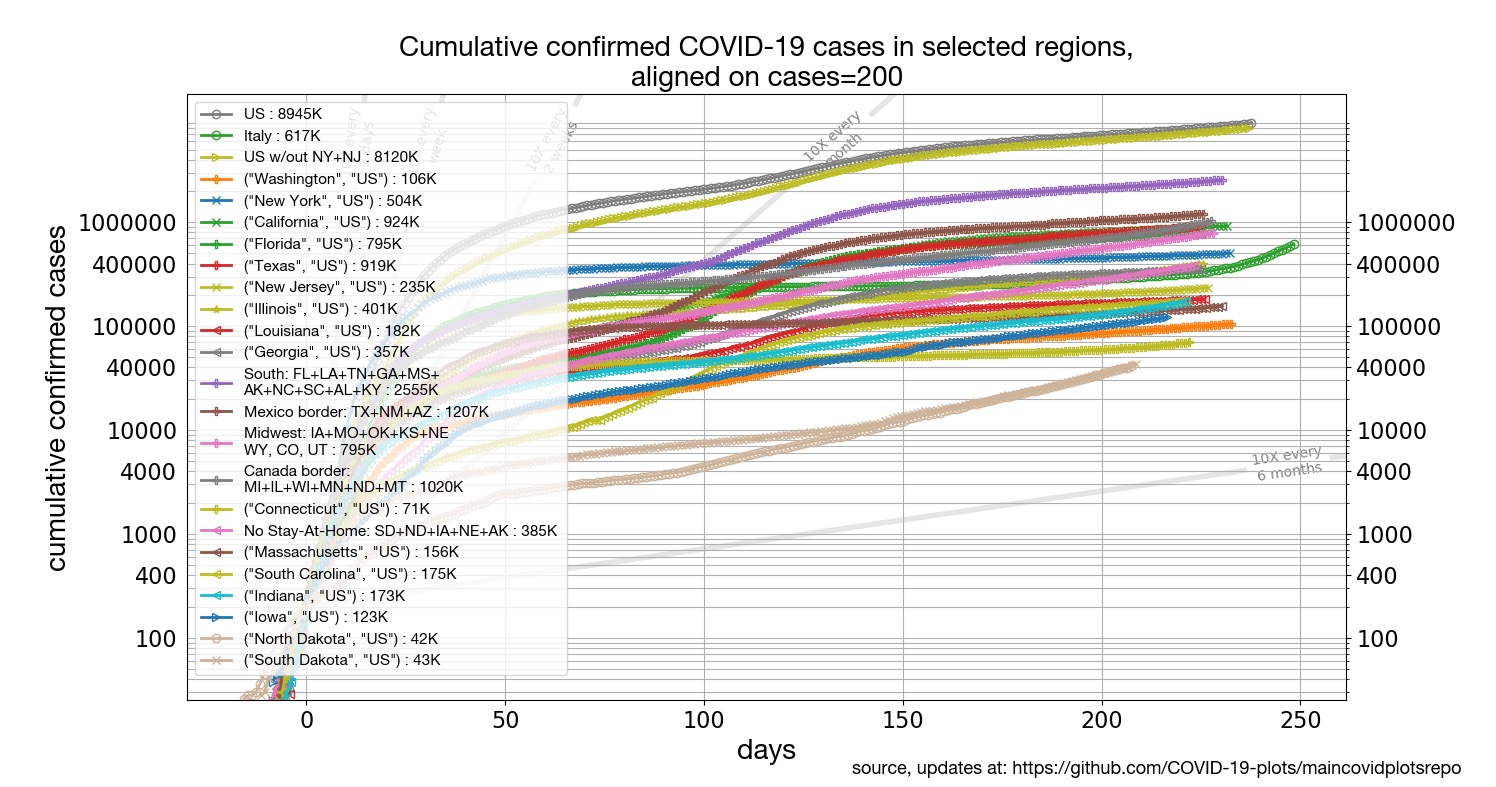 Cumulative confirmed COVID-19 cases in selected regions,
aligned on cases=200
cumulative confirmed cases
1000000
400000
100000
40000
10000
4000
1000
400
100
US : 8945K
Italy : 617K
US w/out NY+NJ : 8120K
("Washington", "US") : 106K
("New York", "US") : 504K
("California", "US") : 924K
("Florida", "US") : 795K
("Texas", "US") : 919K
("New Jersey", "US") : 235K
("Illinois", "US") : 401K
("Louisiana", "US") : 182K
("Georgia", "US") : 357K
South: FL+LA+TN+GA+MS+
AK+NC+SC+AL+KY : 2555K
Mexico border: TX+NM+AZ : 1207K
Midwest: IA+MO+OK+KS+NE
WY, CO, UT : 795K
Canada border:
MI+IL+WI+MN+ND+MT : 1020K
("Connecticut", "US") : 71K
No Stay-At-Home: SD+ND+IA+NE+AK : 385K
("Massachusetts", "US") : 156K
("South Carolina", "US") : 175K
("Indiana", "US") : 173K
("Iowa", "US") : 123K
("North Dakota", "US") : 42K
("South Dakota", "US") : 43K
every
days
every
week
10X every
2 weeks
10X every
month
10X every
6 months
1000000
400000
100000
40000
10000
4000
1000
400
100
0
50
100
150
200
250
days
source, updates at: https://github.com/COVID-19-plots/maincovidplotsrepo